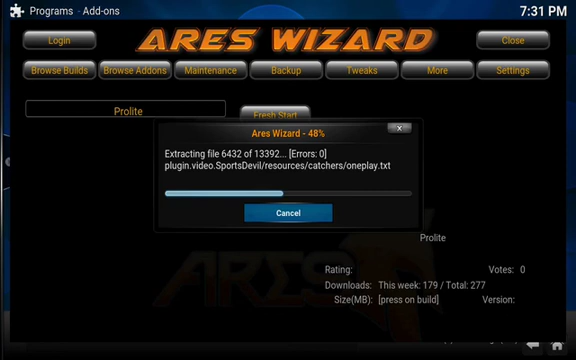 Programs • Add-ons
7:31 PM
Login
ARES WIZARD
Close
Browse Builds
Browse Addons
Maintenance
Backup
Tweaks
More
Settings
Prolite
Fresh Start
Ares Wizard - 48%
x
Extracting file 6432 of 13392... [Errors: 0]
plugin.video.SportsDevil/resources/catchers/oneplay.txt
Cancel
Prolite
ARES
Rating:
Votes: 0
Downloads: This week: 179 / Total: 277
Size(MB): [press on build]
Version: